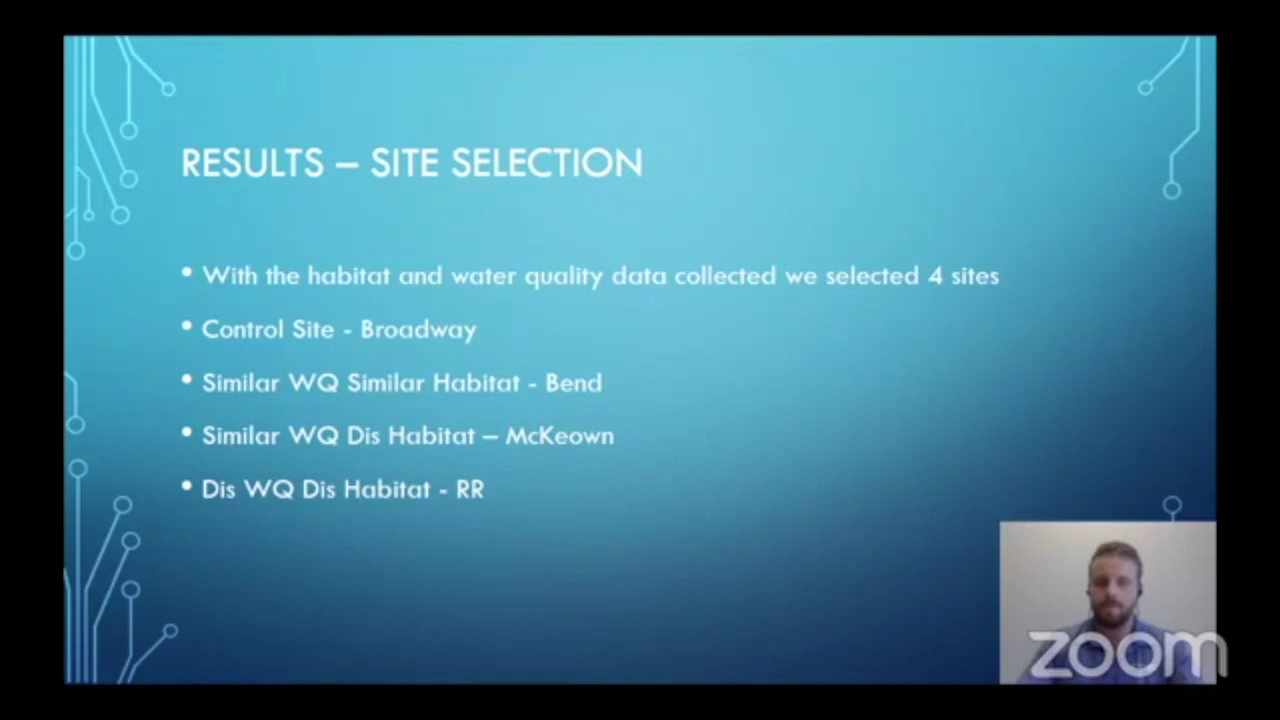 RESULTS – SITE SELECTION
• With the habitat and water quality data collected we selected 4 sites
• Control Site - Broadway
• Similar WQ Similar Habitat - Bend
• Similar WQ Dis Habitat – McKeown
• Dis WQ Dis Habitat - RR
zoom